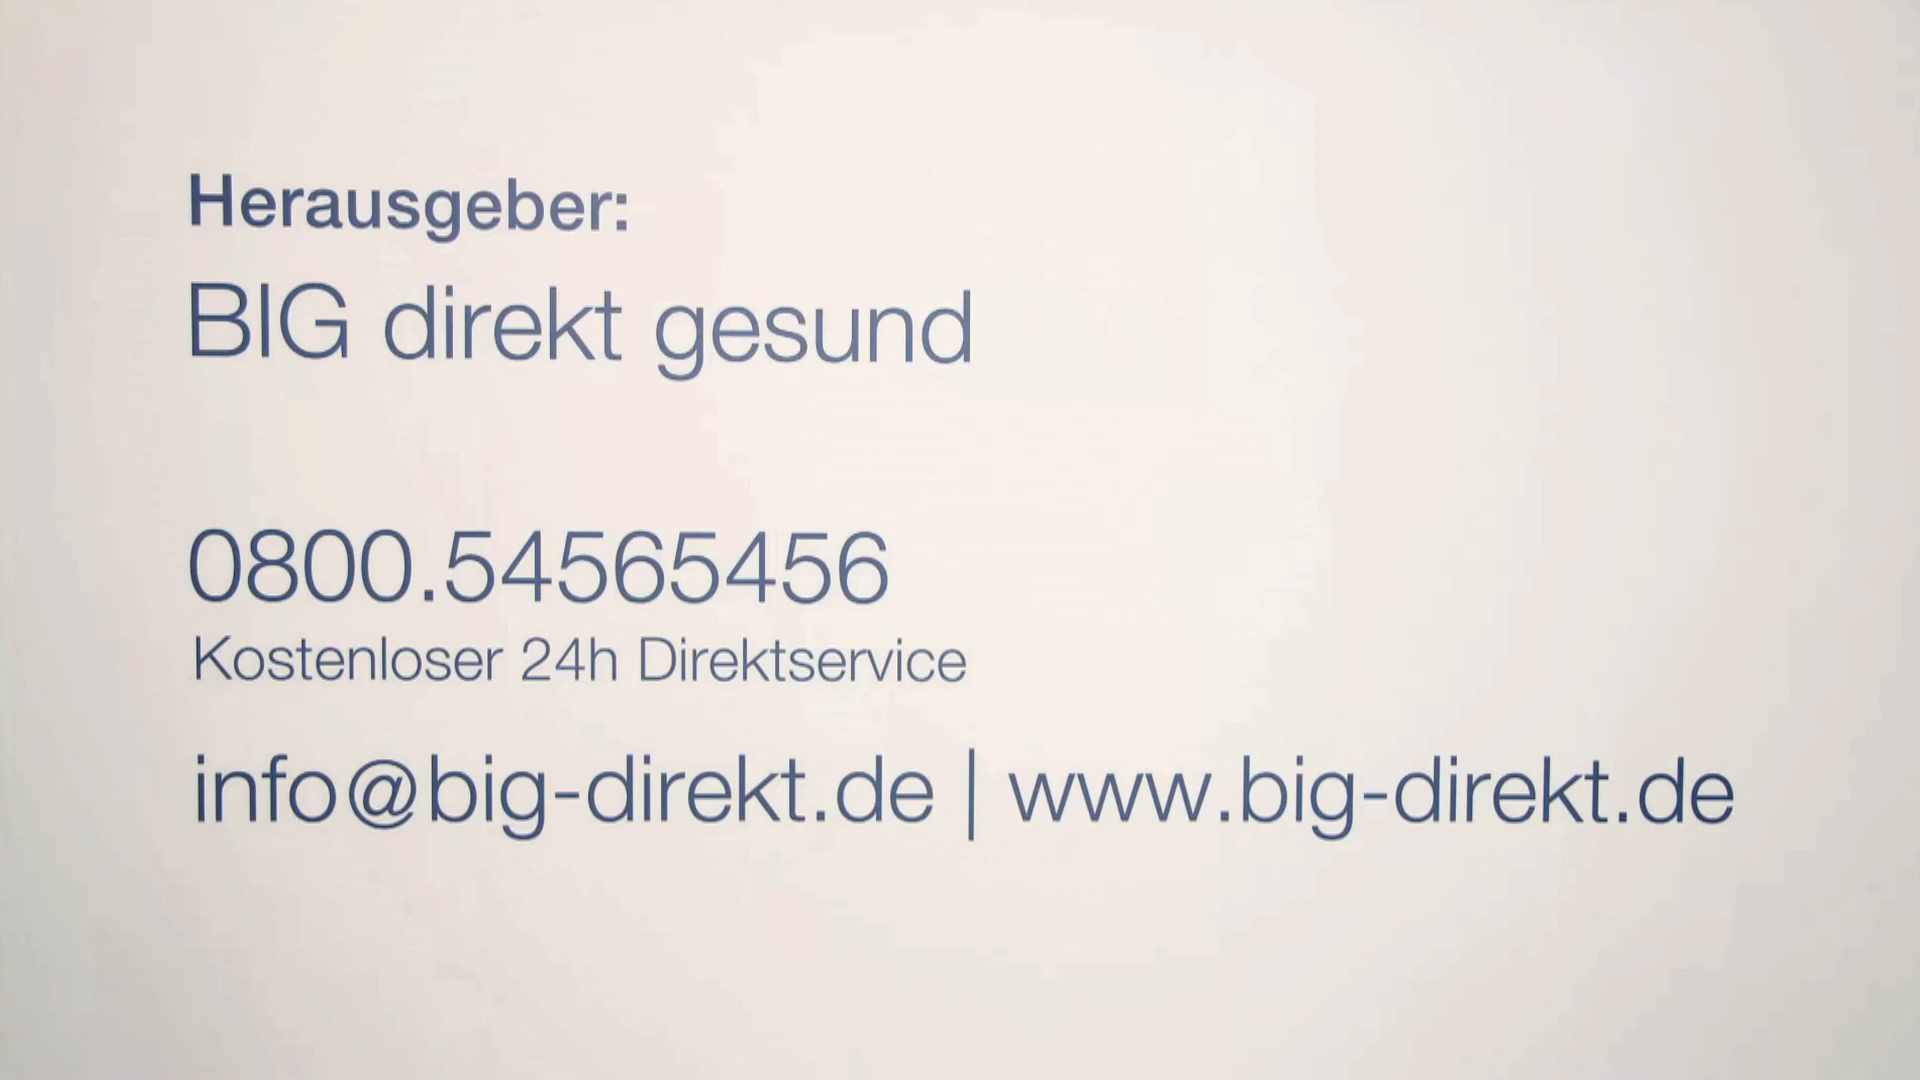 Herausgeber:
BIG direkt gesund
0800.54565456
Kostenloser 24h Direktservice
info@big-direkt.de | www.big-direkt.de